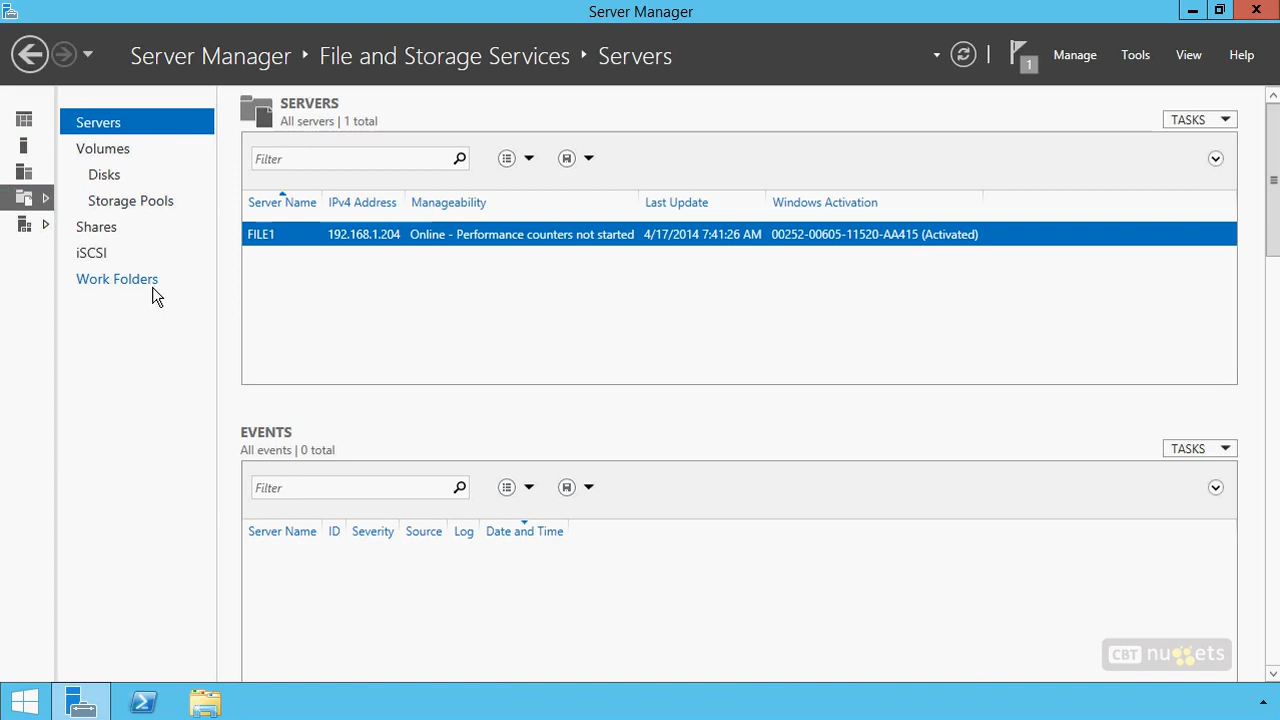 Server Manager
Server Manager › File and Storage Services › Servers
1
Manage Tools View Help
Servers
Volumes
Disks
Storage Pools
Shares
iSCSI
Work Folders
SERVERS
All servers | 1 total
TASKS
Filter
Server Name IPv4 Address Manageability Last Update Windows Activation
FILE1 192.168.1.204 Online - Performance counters not started 4/17/2014 7:41:26 AM 00252-00605-11520-AA415 (Activated)
EVENTS
All events | 0 total
TASKS
Filter
Server Name ID Severity Source Log Date and Time
CBT nuggets